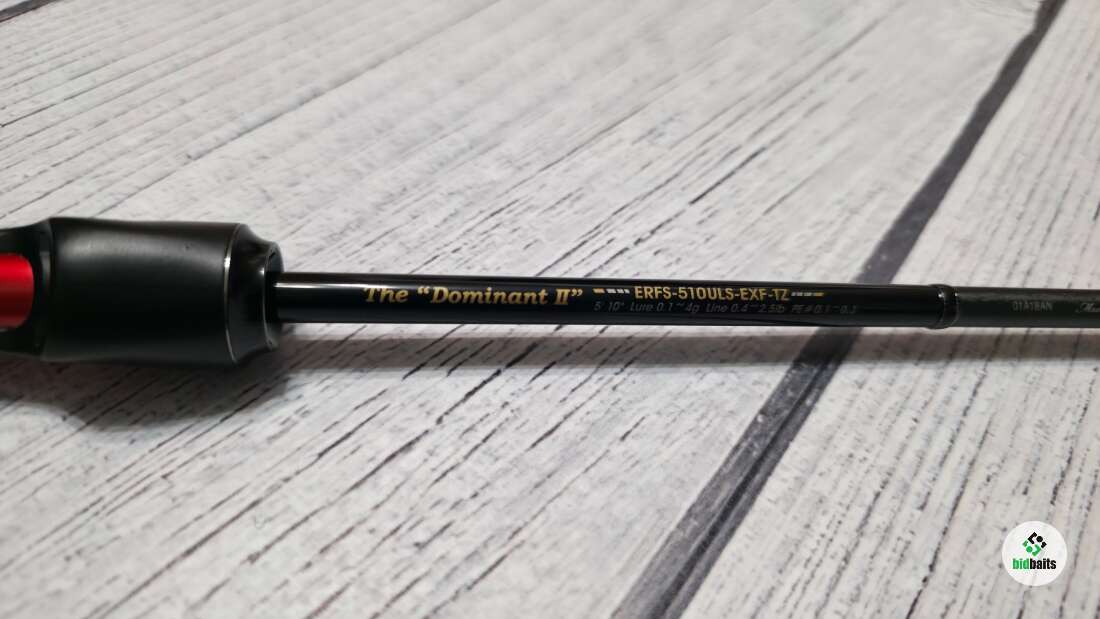 The "Dominant II" ERFS-510ULS-EXF-TZ
5' 10" Lure 0.1~4g Line 0.4~2.5lb PE#0.1~0.3
01A18AN
bidbaits